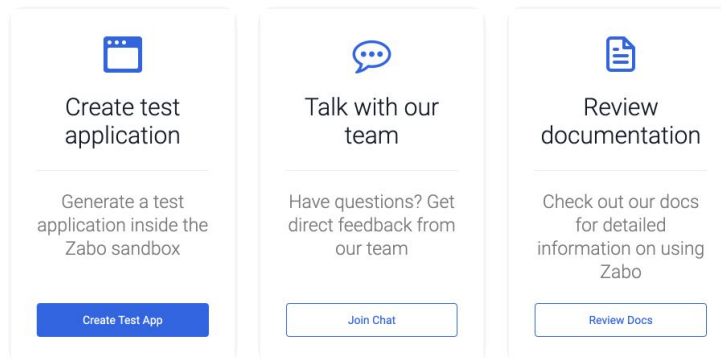 Create test
application
Generate a test
application inside the
Zabo sandbox
Create Test App
Talk with our
team
Have questions? Get
direct feedback from
our team
Join Chat
Review
documentation
Check out our docs
for detailed
information on using
Zabo
Review Docs